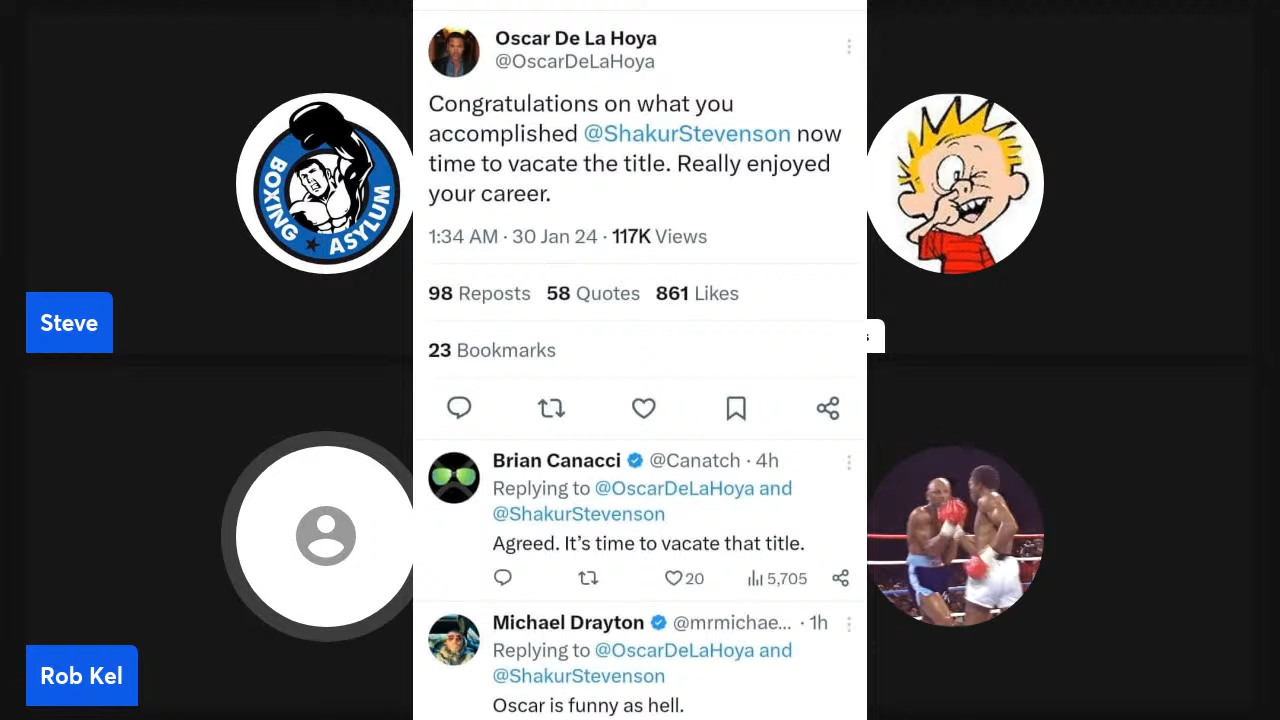 Oscar De La Hoya
@OscarDeLaHoya
Congratulations on what you
accomplished @ShakurStevenson now
time to vacate the title. Really enjoyed
your career.
1:34 AM · 30 Jan 24 · 117K Views
98 Reposts 58 Quotes 861 Likes
23 Bookmarks
Brian Canacci @Canatch · 4h
Replying to @OscarDeLaHoya and
@ShakurStevenson
Agreed. It’s time to vacate that title.
20 5,705
Michael Drayton @mrmichae... · 1h
Replying to @OscarDeLaHoya and
@ShakurStevenson
Oscar is funny as hell.
BOXING ★ ASYLUM
Steve
Rob Kel